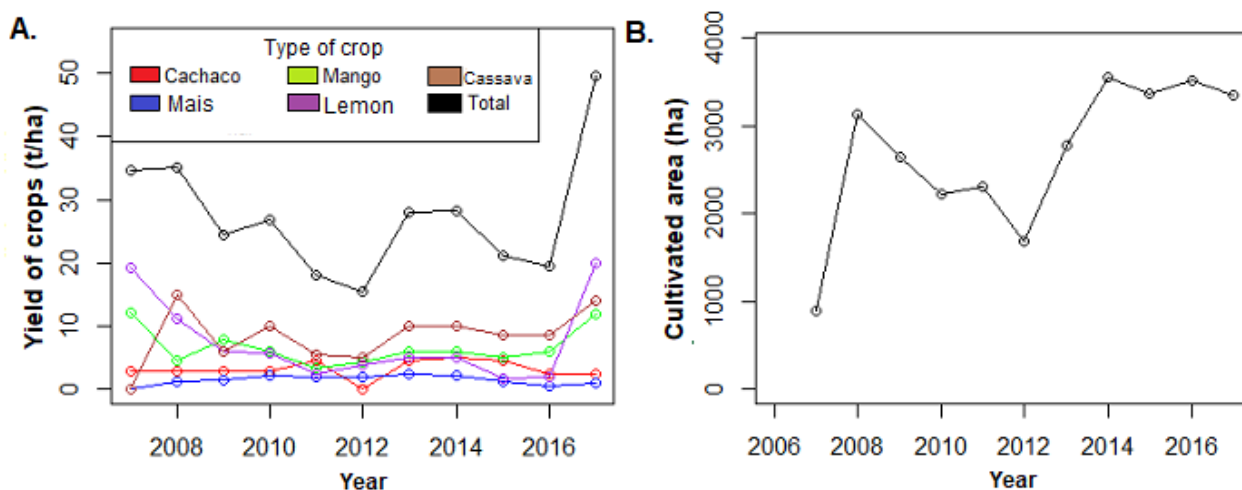 A.
Type of crop
Cachaco Mango Cassava
Mais Lemon Total
Yield of crops (t/ha)
0 10 20 30 40 50
2008 2010 2012 2014 2016
Year
B.
Cultivated area (ha)
0 1000 2000 3000 4000
2006 2008 2010 2012 2014 2016
Year